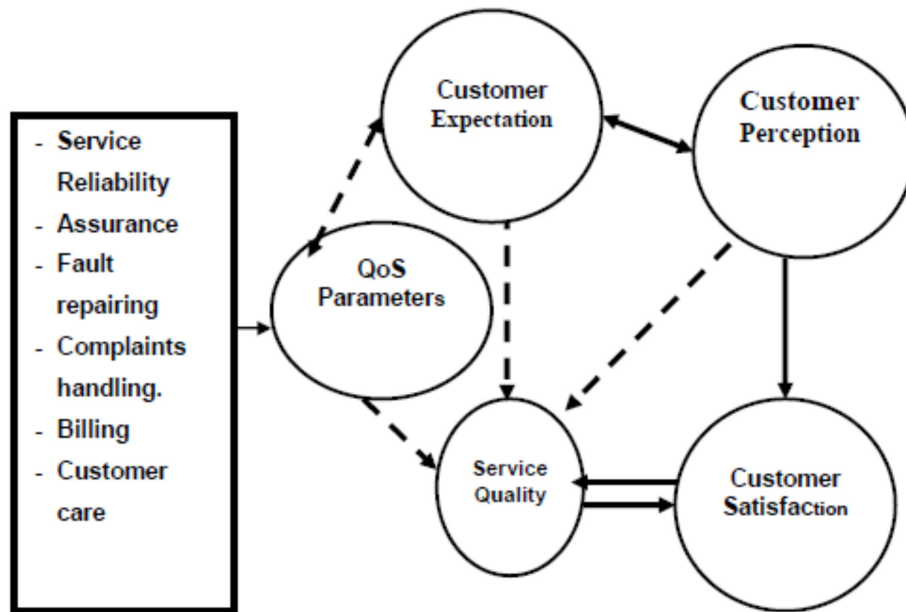 - Service
Reliability
- Assurance
- Fault
repairing
- Complaints
handling.
- Billing
- Customer
care
Customer
Expectation
Customer
Perception
QoS
Parameters
Service
Quality
Customer
Satisfaction